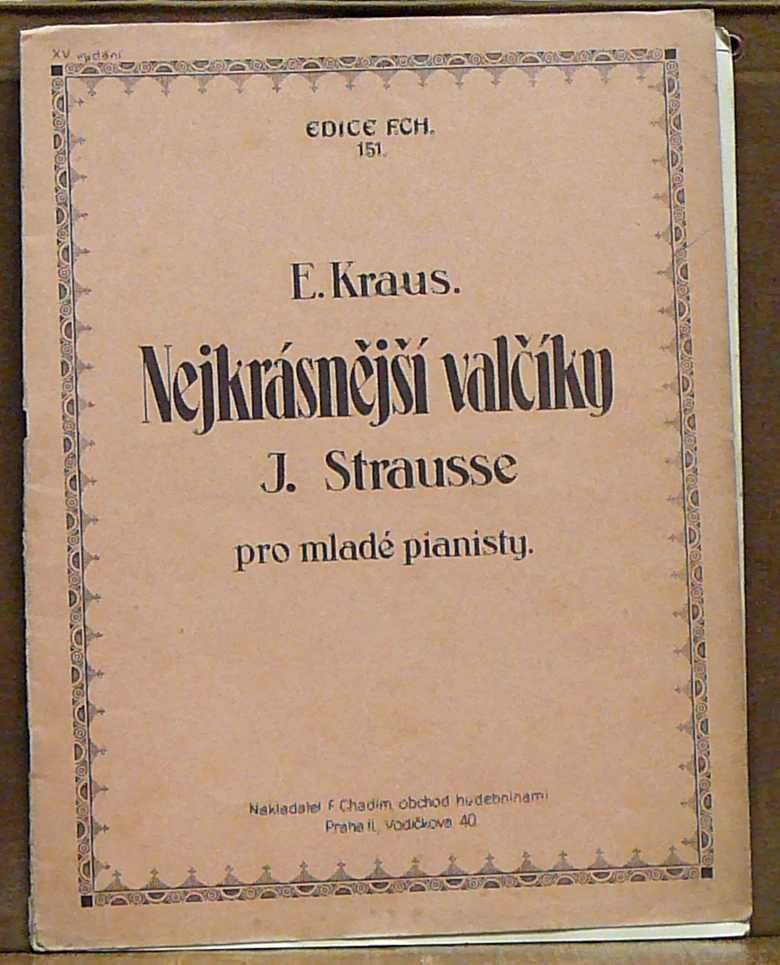 XV vydání
EDICE F.CH.
151.
E. Kraus.
Nejkrásnější valčíky
J. Strausse
pro mladé pianisty.
Nakladatel F. Chadím, obchod hudebninami
Praha II., Vodičkova 40